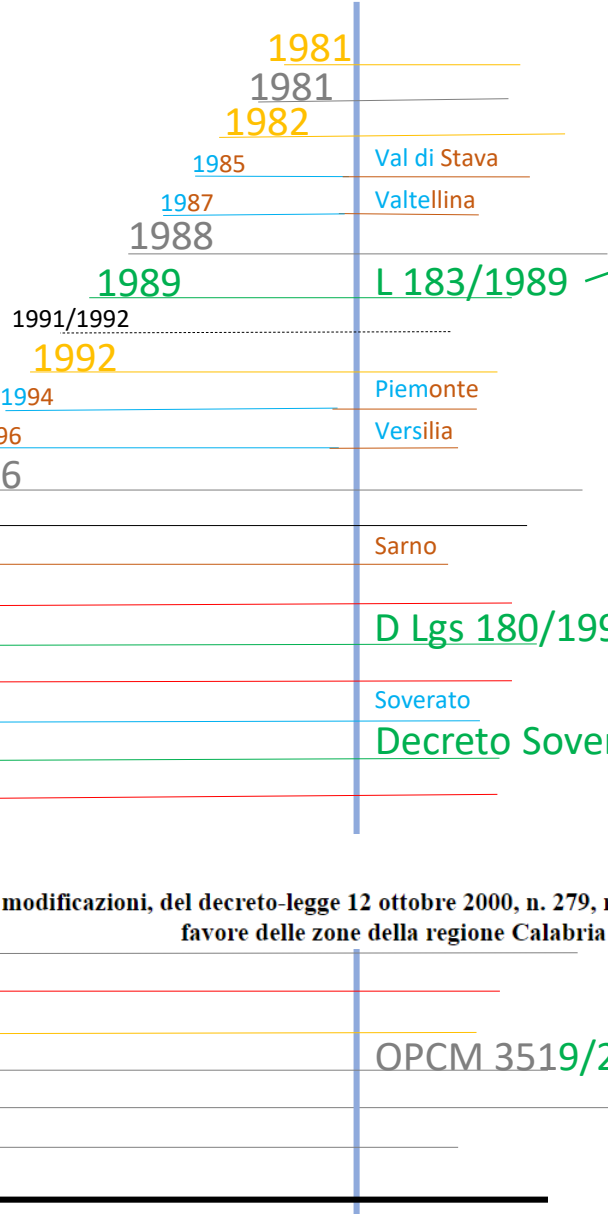 1981
1981
1982
1985 Val di Stava
1987 Valtellina
1988
1989 L 183/1989
1991/1992
1992
1994 Piemonte
96 Versilia
6
Sarno
D Lgs 180/199
Soverato
Decreto Sover
modificazioni, del decreto-legge 12 ottobre 2000, n. 279,
favore delle zone della regione Calabria
OPCM 3519/2